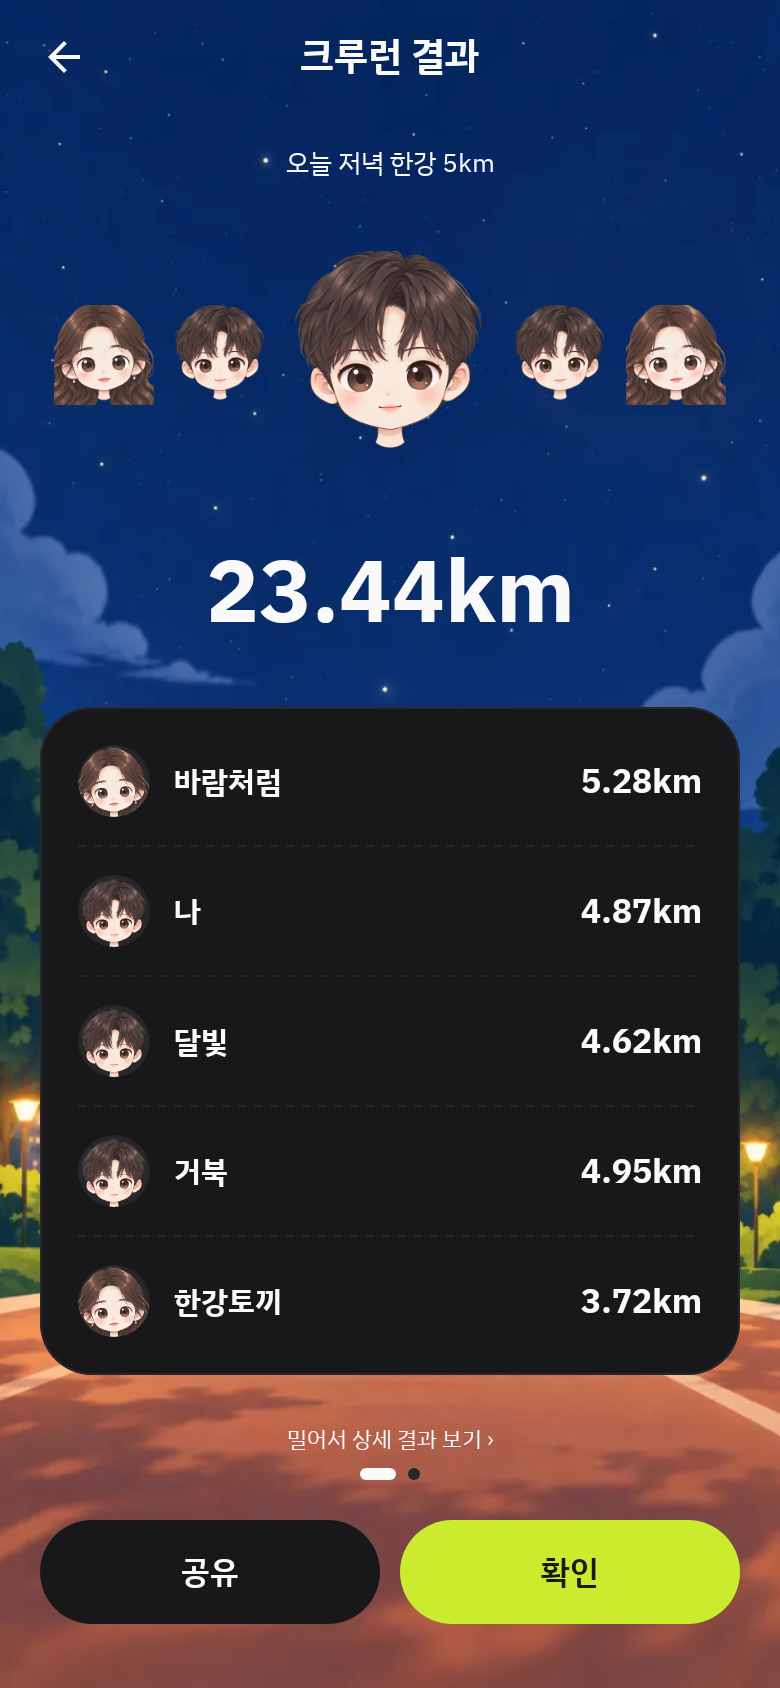 크루런 결과
오늘 저녁 한강 5km
23.44km
바람처럼 5.28km
나 4.87km
달빛 4.62km
거북 4.95km
한강토끼 3.72km
밀어서 상세 결과 보기 ›
공유 확인